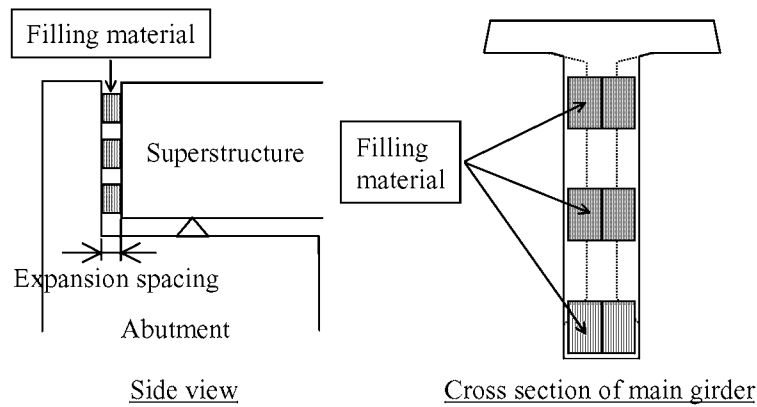 Filling material
Superstructure
Expansion spacing
Abutment
Side view
Filling
material
Cross section of main girder